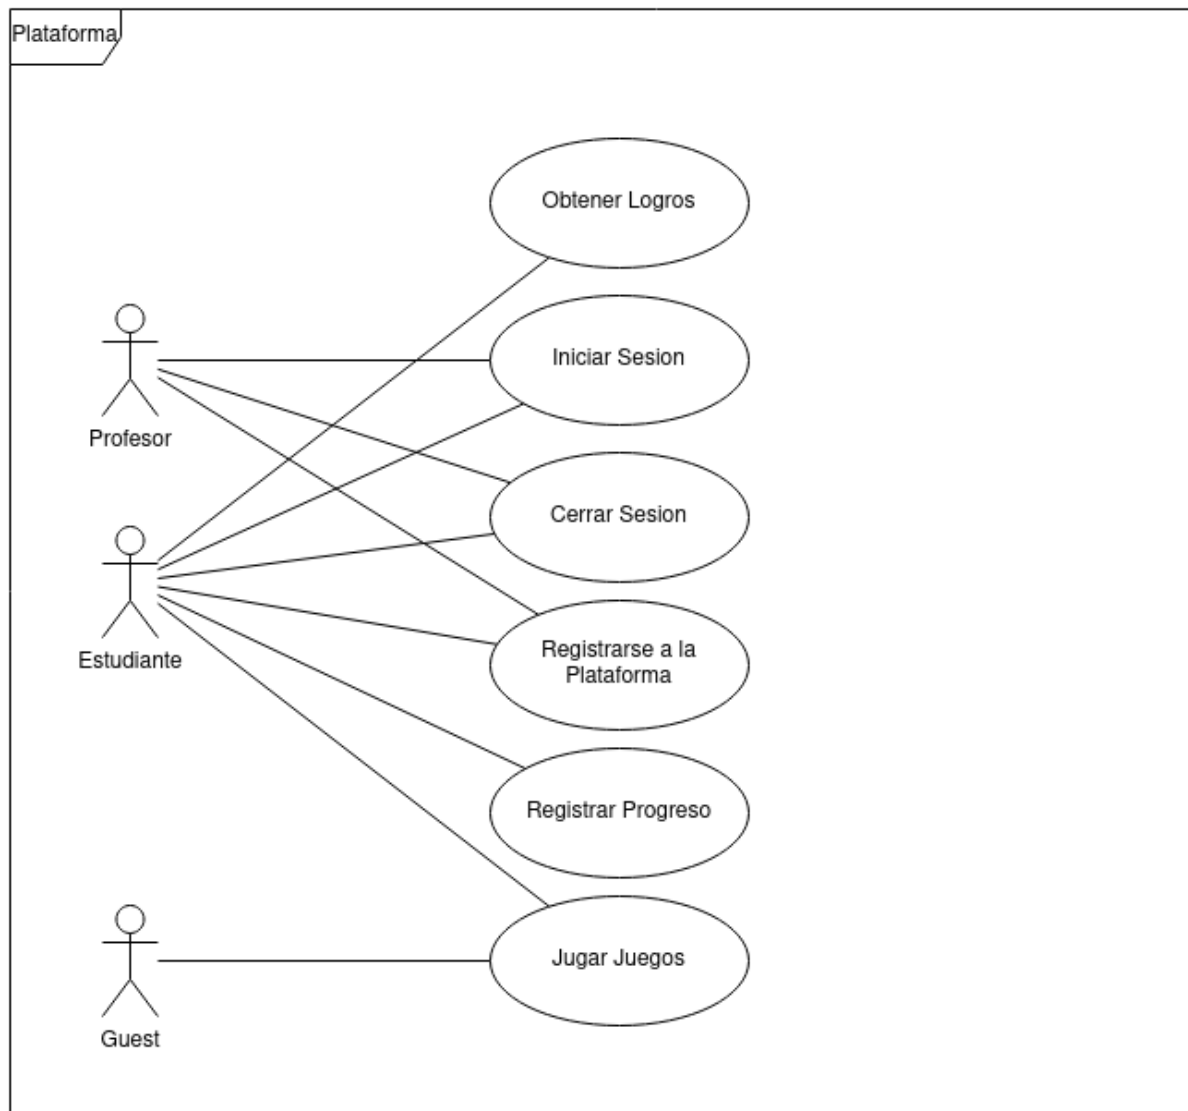 Plataforma
Obtener Logros
Iniciar Sesion
Profesor
Cerrar Sesion
Estudiante
Registrarse a la
Plataforma
Registrar Progreso
Jugar Juegos
Guest